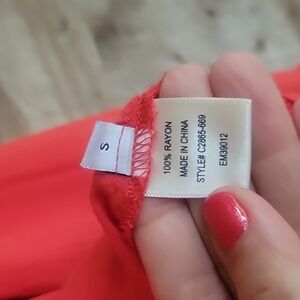 S
100% RAYON
MADE IN CHINA
STYLE# C2865-669
EM39012